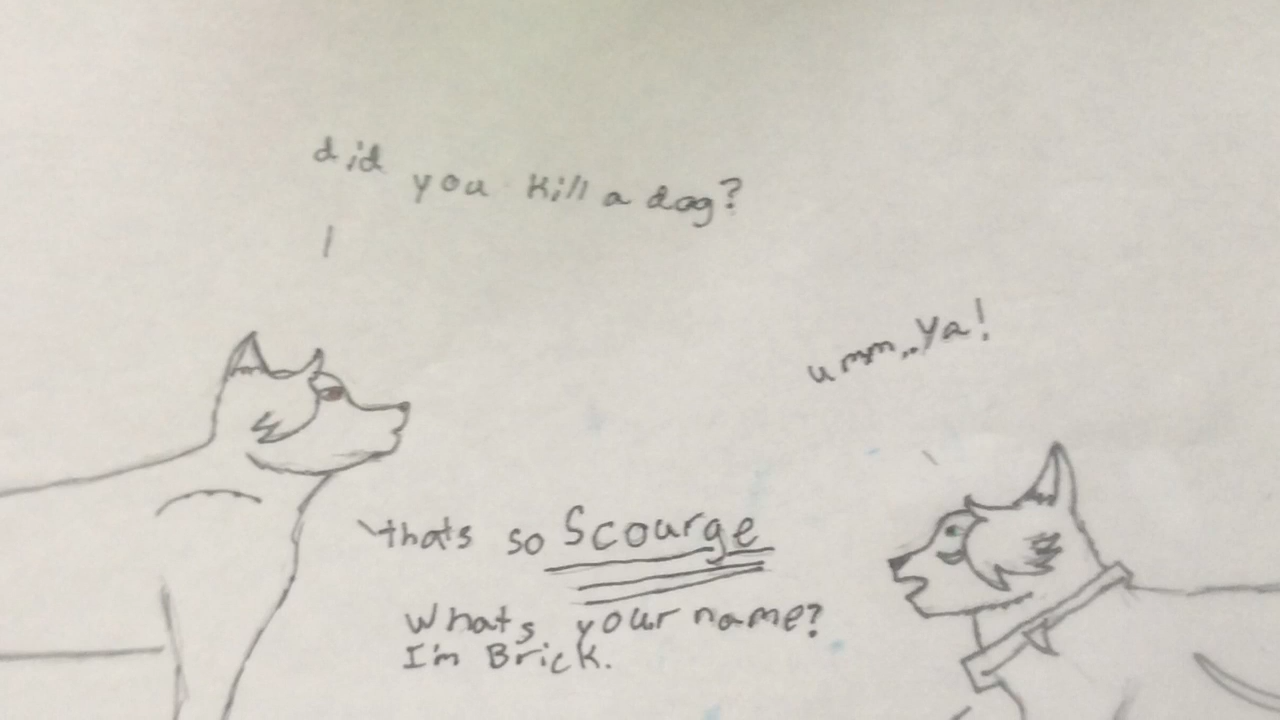 did you kill a dog?
umm,..ya!
thats so Scourge
whats your name?
I'm Brick.